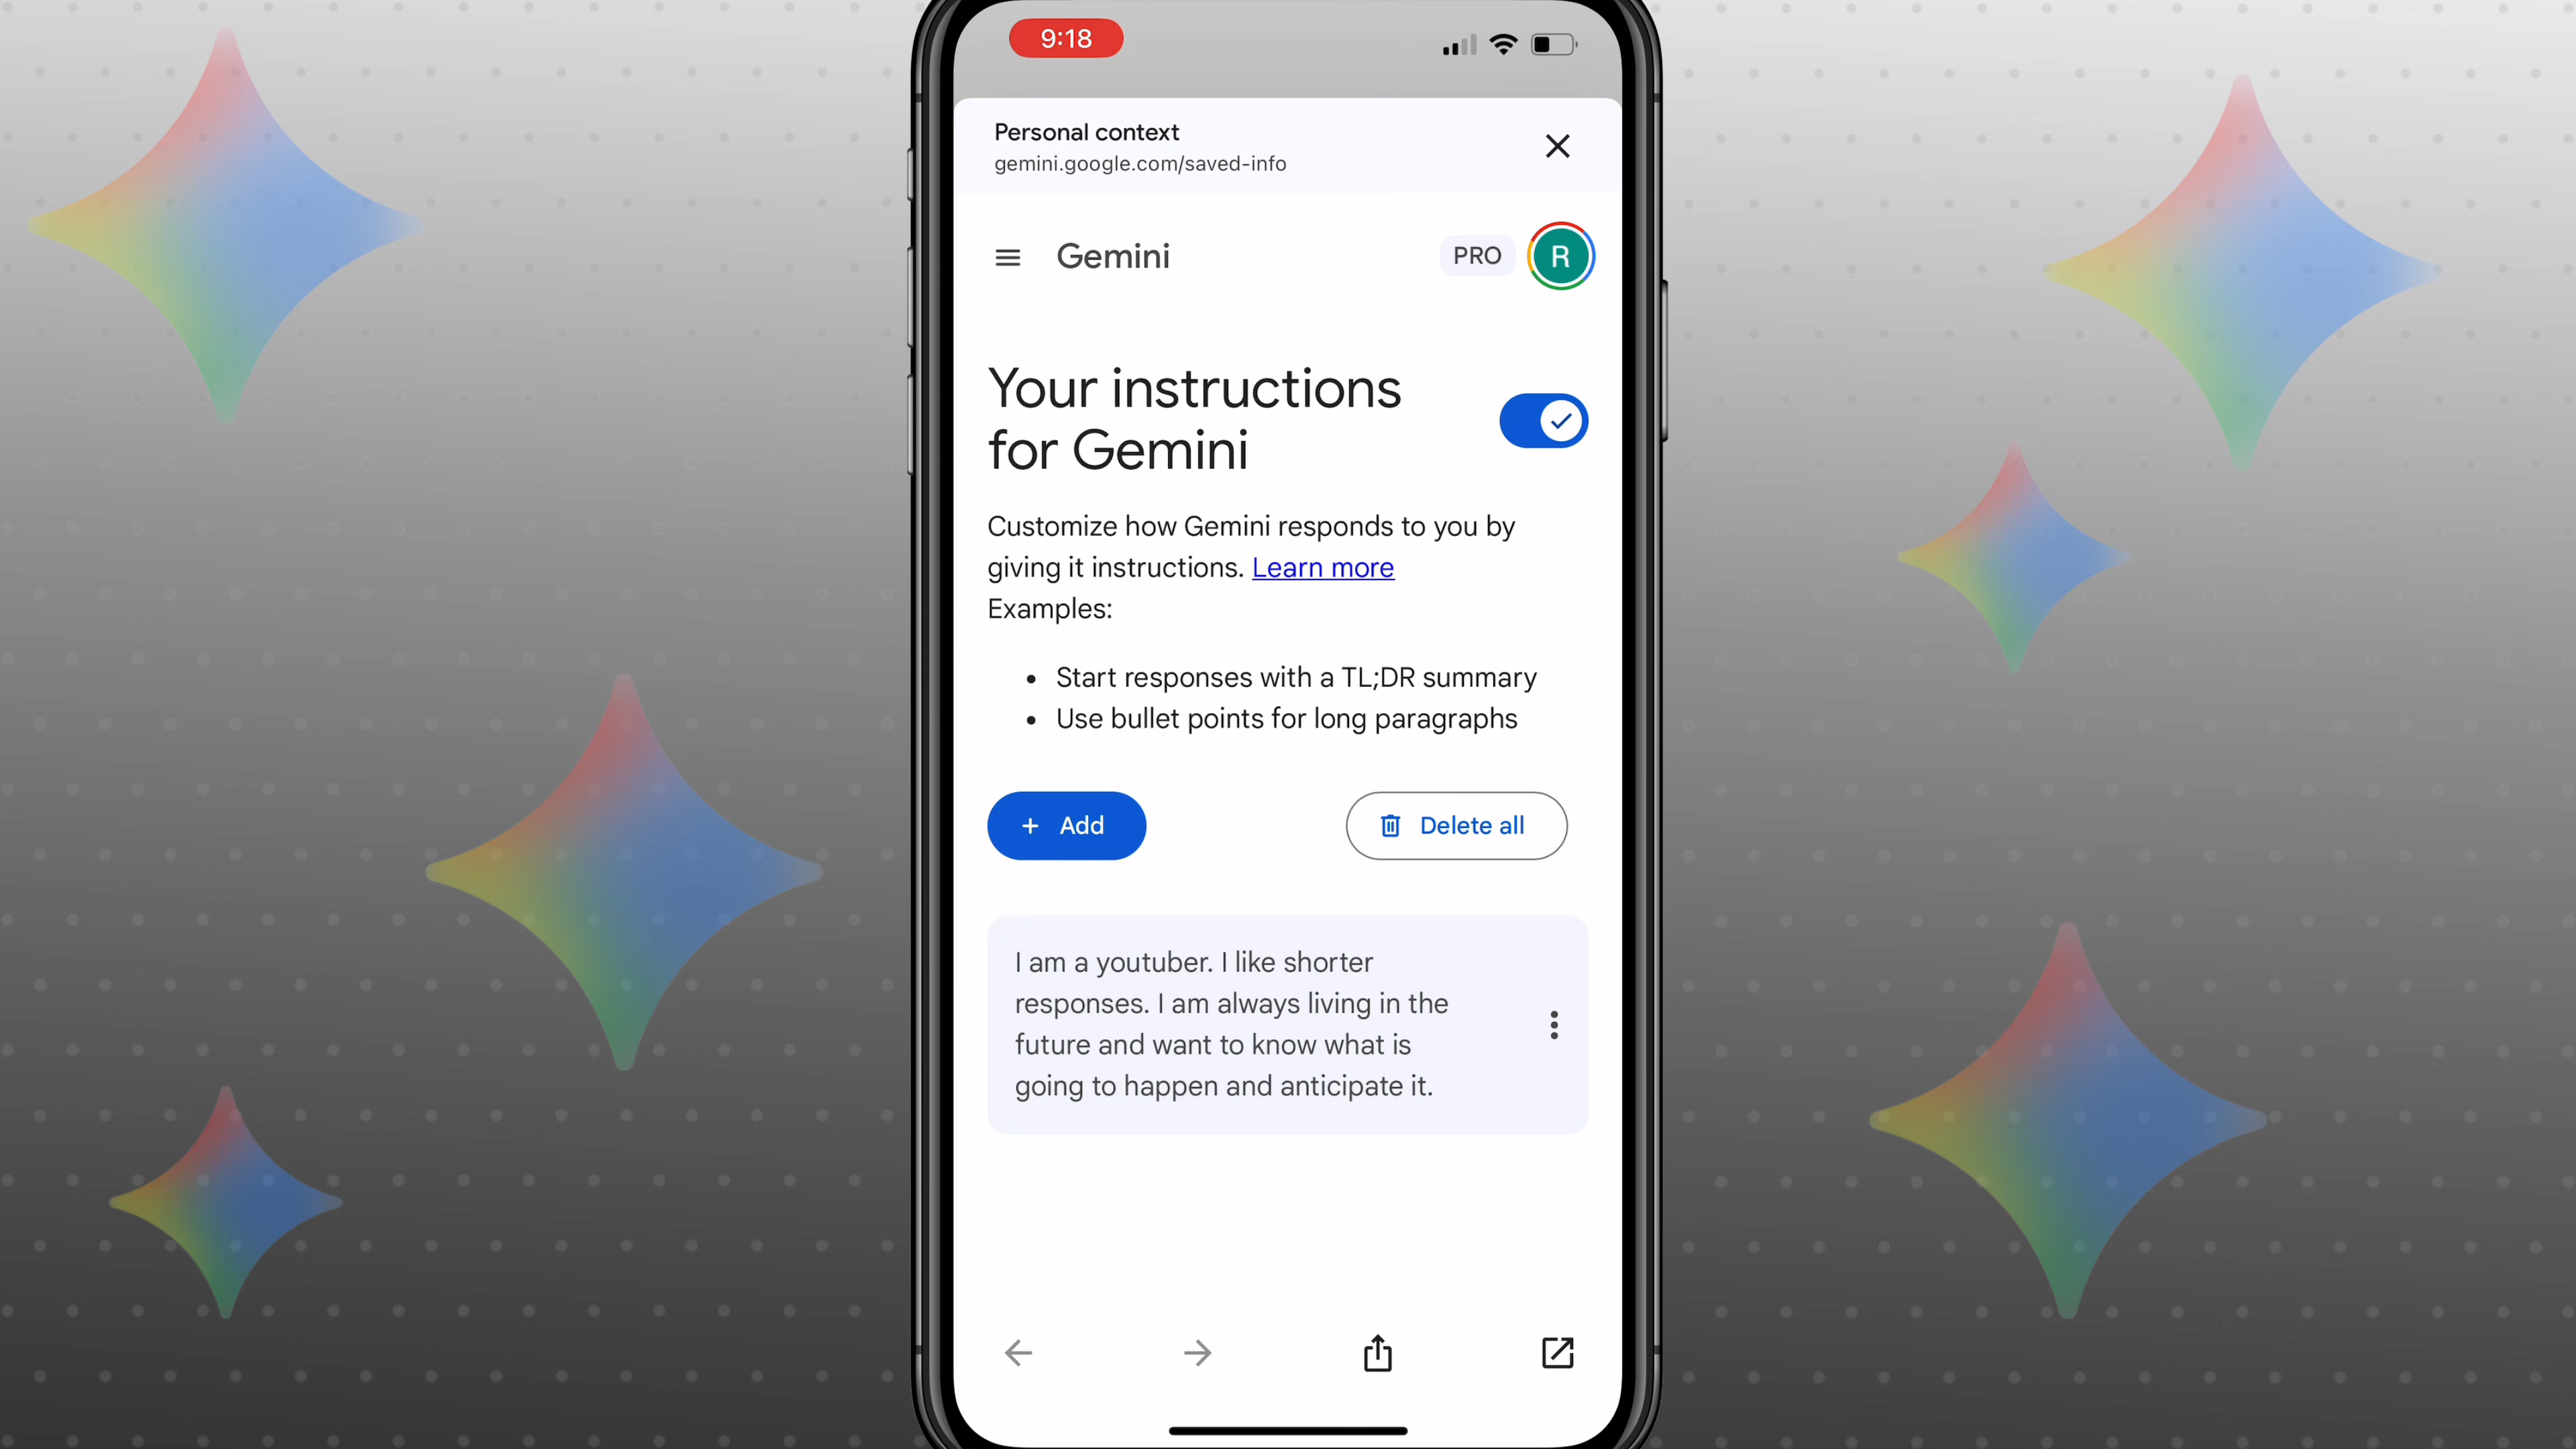 9:18
Personal context
gemini.google.com/saved-info
Gemini
PRO
R
Your instructions
for Gemini
Customize how Gemini responds to you by
giving it instructions. Learn more
Examples:
• Start responses with a TL;DR summary
• Use bullet points for long paragraphs
+ Add
Delete all
I am a youtuber. I like shorter
responses. I am always living in the
future and want to know what is
going to happen and anticipate it.